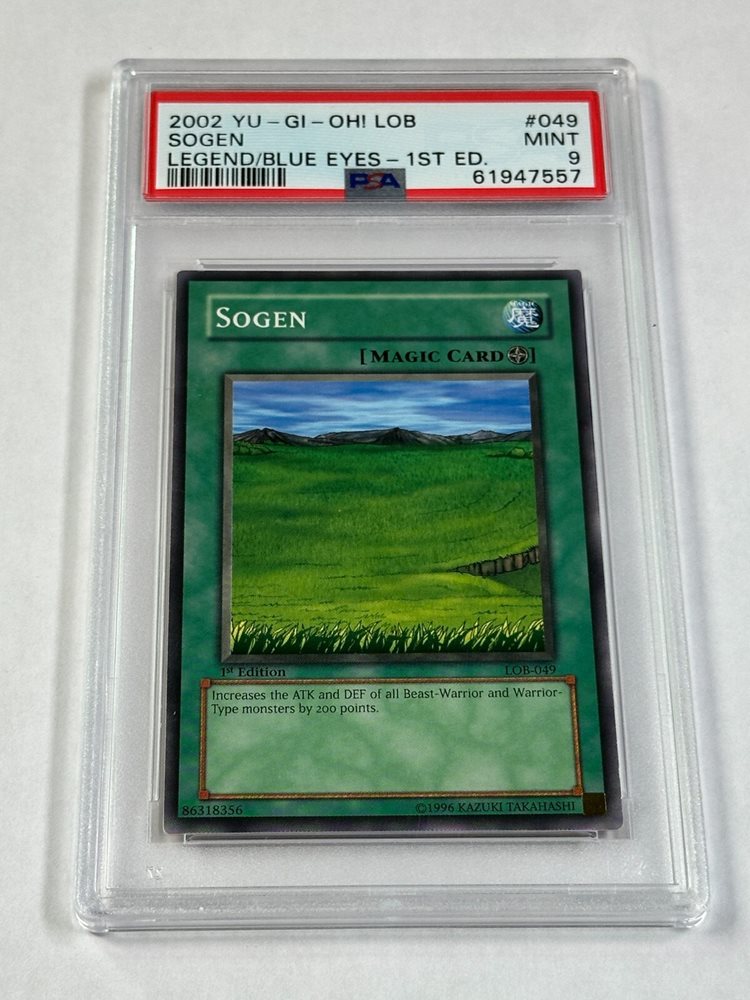 2002 YU-GI-OH! LOB #049
SOGEN MINT
LEGEND/BLUE EYES-1ST ED. 9
PSA 61947557
SOGEN
MAGIC
魔
[MAGIC CARD]
1st Edition LOB-049
Increases the ATK and DEF of all Beast-Warrior and Warrior-
Type monsters by 200 points.
86318356 ©1996 KAZUKI TAKAHASHI